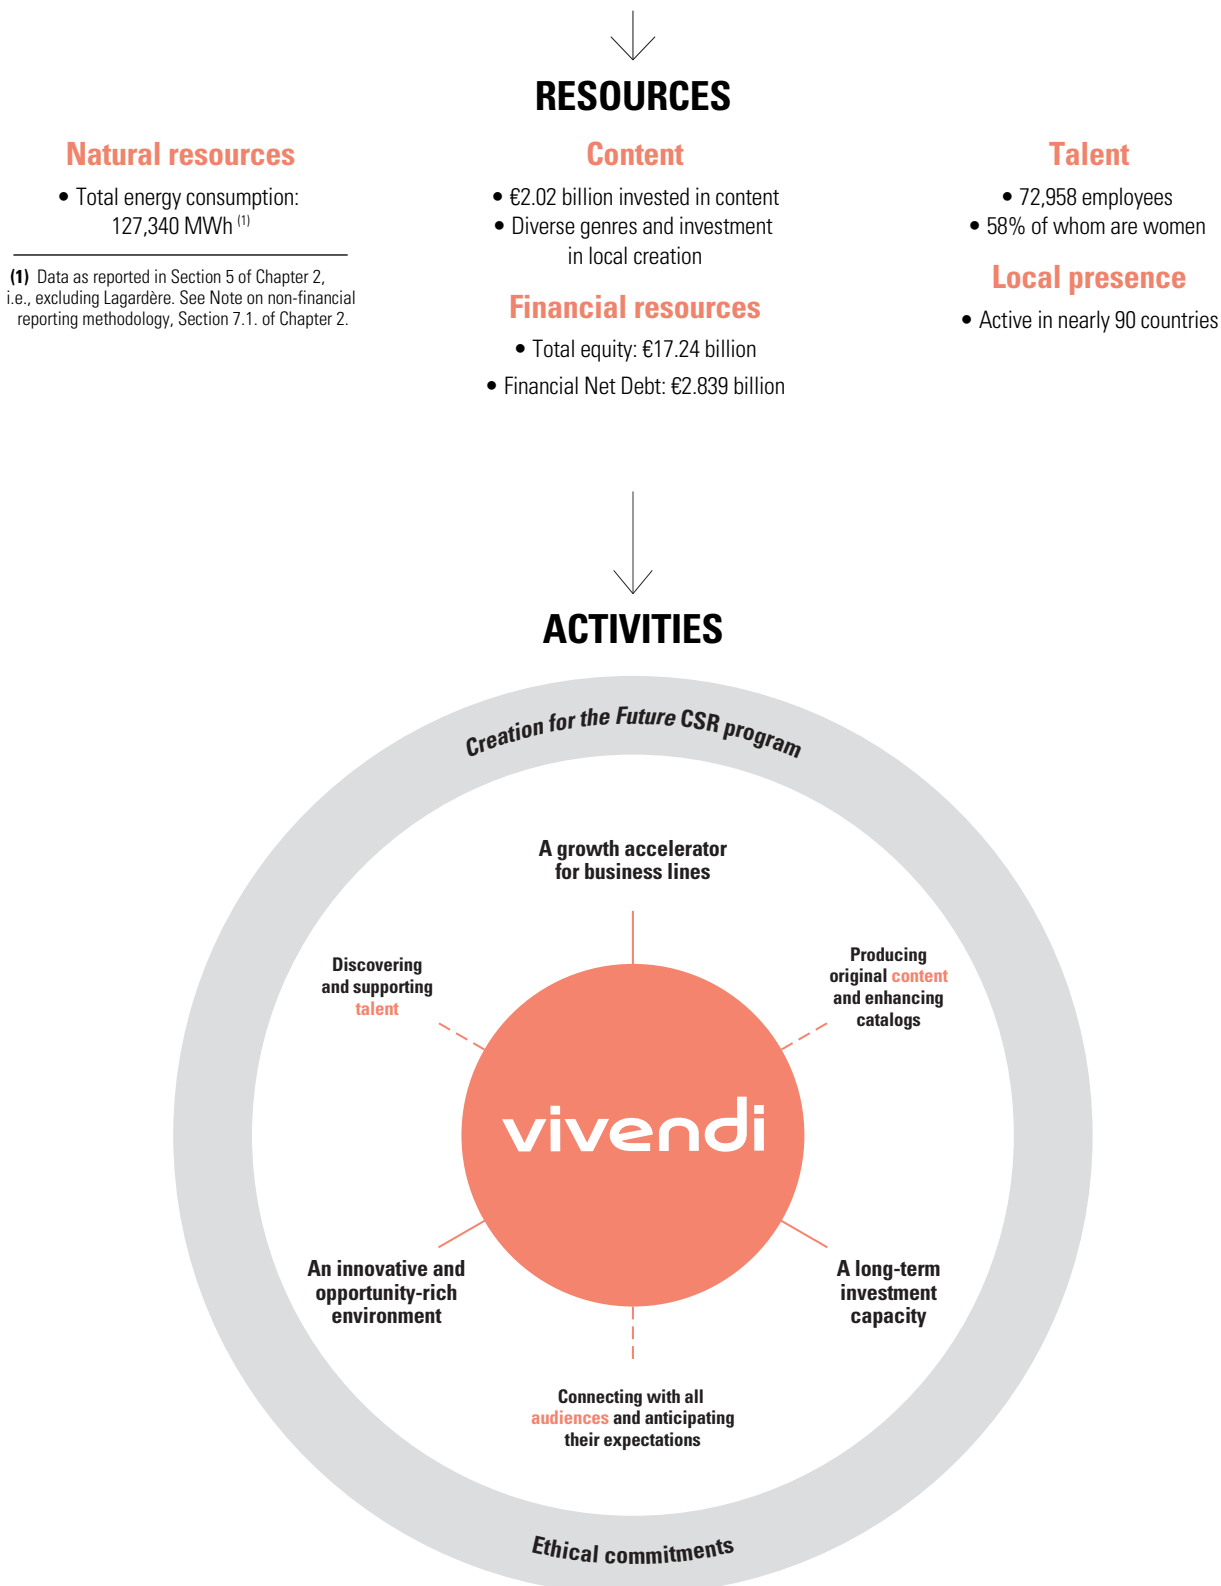 RESOURCES
Natural resources
• Total energy consumption:
127,340 MWh (1)
(1) Data as reported in Section 5 of Chapter 2,
i.e., excluding Lagardère. See Note on non-financial
reporting methodology, Section 7.1. of Chapter 2.
Content
• €2.02 billion invested in content
• Diverse genres and investment
in local creation
Financial resources
• Total equity: €17.24 billion
• Financial Net Debt: €2.839 billion
Talent
• 72,958 employees
• 58% of whom are women
Local presence
• Active in nearly 90 countries
ACTIVITIES
Creation for the Future CSR program
A growth accelerator
for business lines
Discovering
and supporting
talent
Producing
original content
and enhancing
catalogs
vivendi
An innovative and
opportunity-rich
environment
A long-term
investment
capacity
Connecting with all
audiences and anticipating
their expectations
Ethical commitments